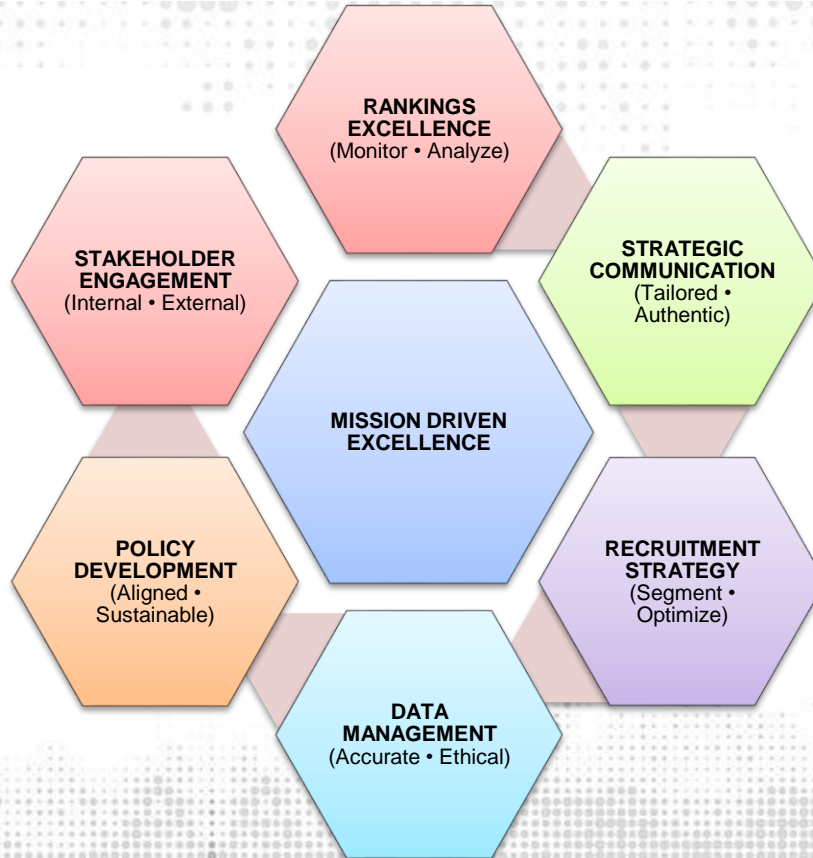 RANKINGS
EXCELLENCE
(Monitor • Analyze)
STAKEHOLDER
ENGAGEMENT
(Internal • External)
STRATEGIC
COMMUNICATION
(Tailored •
Authentic)
MISSION DRIVEN
EXCELLENCE
POLICY
DEVELOPMENT
(Aligned •
Sustainable)
RECRUITMENT
STRATEGY
(Segment •
Optimize)
DATA
MANAGEMENT
(Accurate • Ethical)